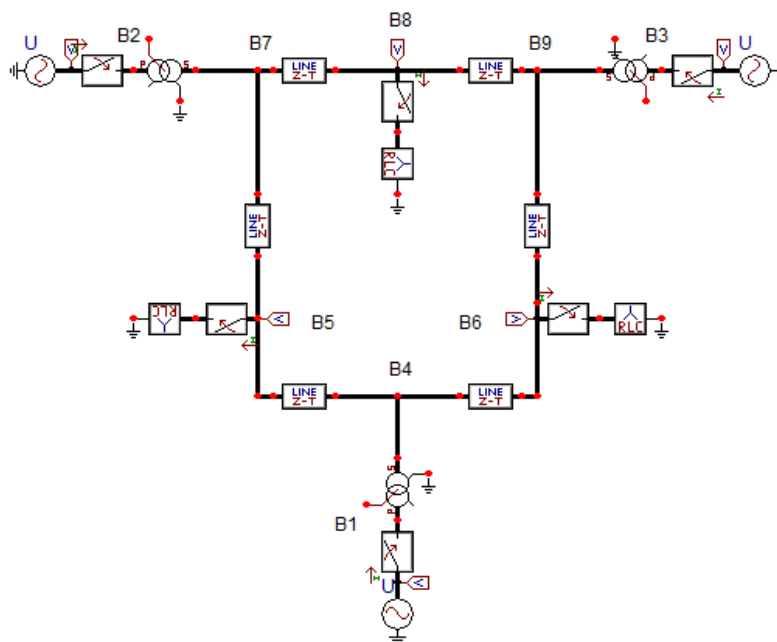 B8
U
B2
B7
B9
B3
U
V
V
V
P
S
LINE
Z-T
LINE
Z-T
S
P
I
I
RLC
LINE
Z-T
LINE
Z-T
I
RLC
B5
V
B6
V
RLC
I
B4
LINE
Z-T
LINE
Z-T
S
P
B1
I
U
V